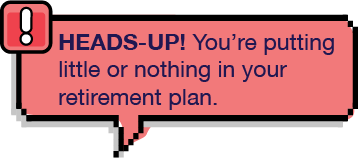 HEADS-UP! You’re putting
little or nothing in your
retirement plan.